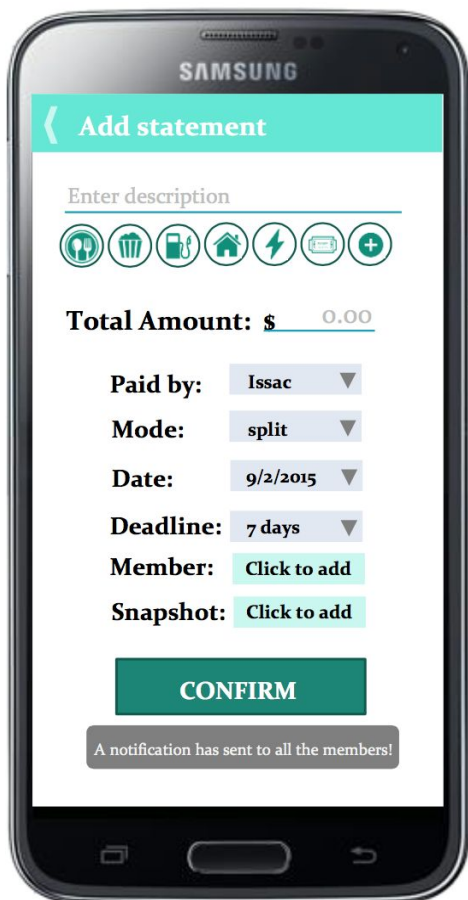 SAMSUNG
Add statement
Enter description
Total Amount: $ 0.00
Paid by: Issac
Mode: split
Date: 9/2/2015
Deadline: 7 days
Member: Click to add
Snapshot: Click to add
CONFIRM
A notification has sent to all the members!